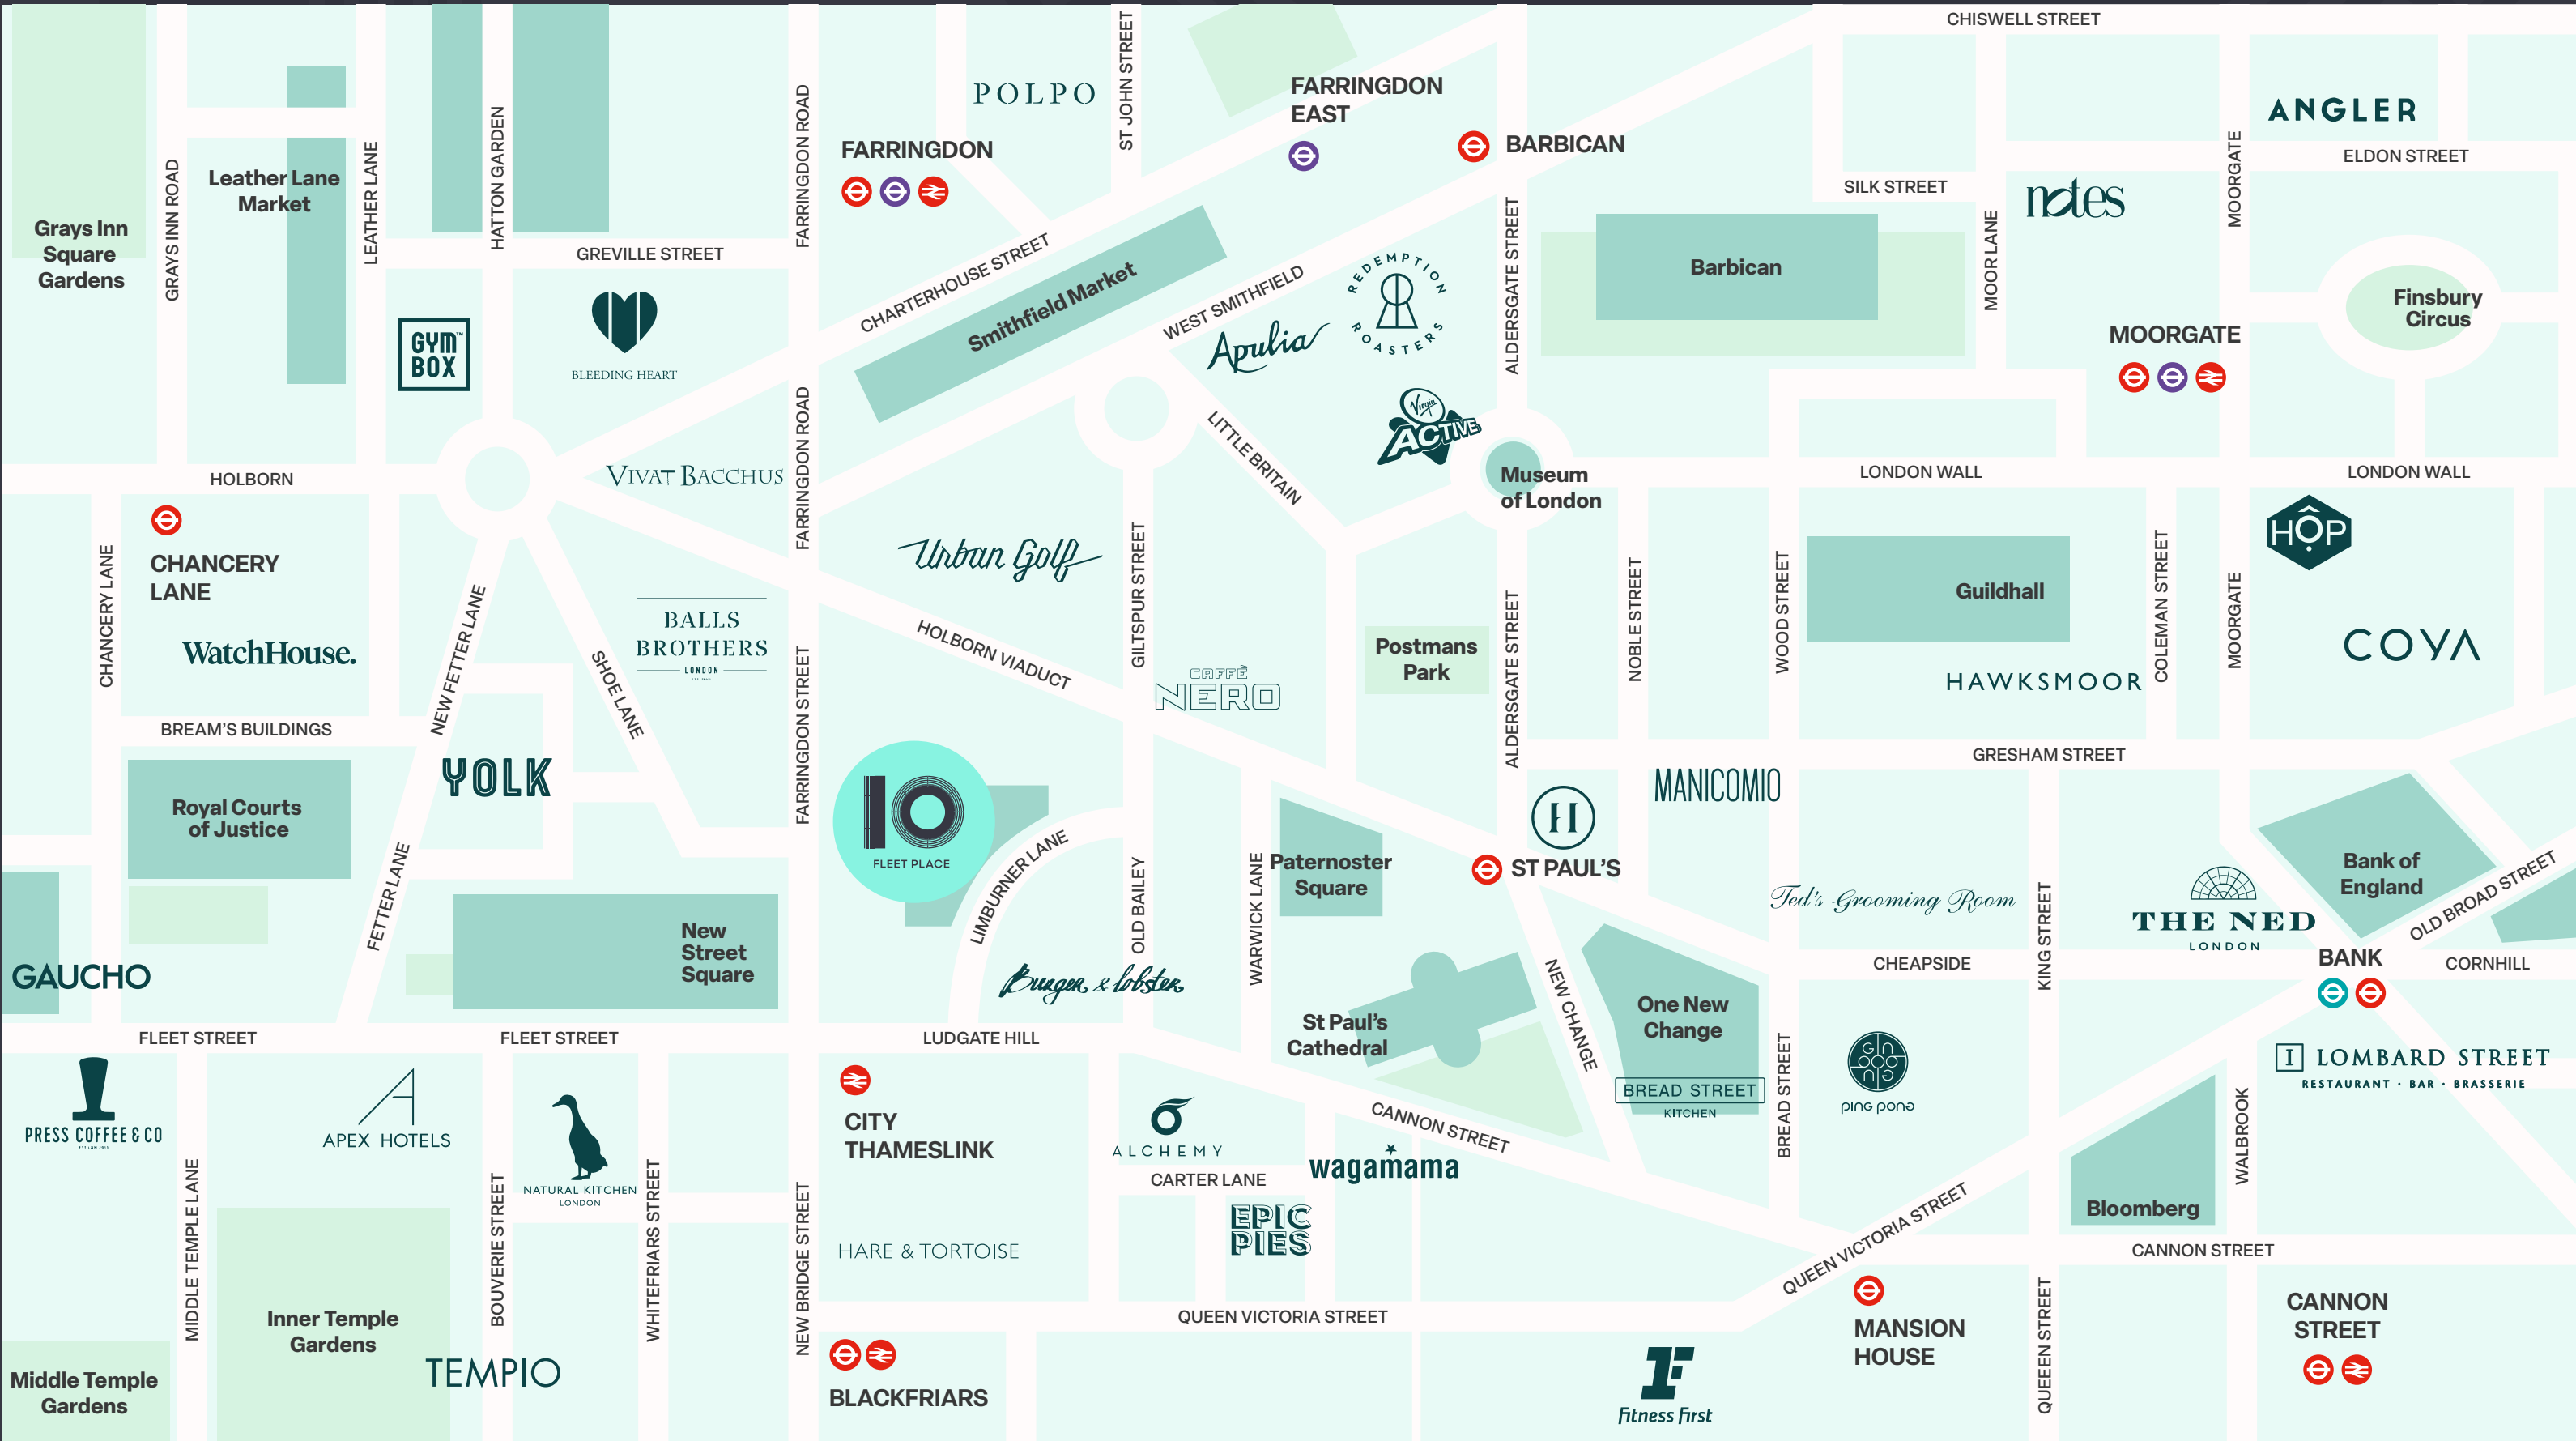 CHISWELL STREET
ST JOHN STREET
POLPO
FARRINGDON
EAST
ANGLER
FARRINGDON ROAD
HATTON GARDEN
BARBICAN
FARRINGDON
ELDON STREET
MOORGATE
LEATHER LANE
GRAYS INN ROAD
Leather Lane
Market
SILK STREET
notes
Grays Inn
Square
Gardens
GREVILLE STREET
CHARTERHOUSE STREET
Smithfield Market
WEST SMITHFIELD
REDEMPTION
ROASTERS
ALDERSGATE STREET
Barbican
MOOR LANE
Finsbury
Circus
MOORGATE
GYM
BOX
™
BLEEDING HEART
Apulia
Virgin
ACTIVE
LITTLE BRITAIN
FARRINGDON ROAD
HOLBORN
VIVAT BACCHUS
Museum
of London
LONDON WALL
LONDON WALL
HOP
CHANCERY
LANE
CHANCERY LANE
WatchHouse.
NEW FETTER LANE
SHOE LANE
BALLS
BROTHERS
LONDON
Urban Golf
GILTSPUR STREET
HOLBORN VIADUCT
CAFFÈ
NERO
Postmans
Park
ALDERSGATE STREET
NOBLE STREET
WOOD STREET
Guildhall
HAWKSMOOR
COLEMAN STREET
MOORGATE
COYA
BREAM'S BUILDINGS
GRESHAM STREET
YOLK
FARRINGDON STREET
10
FLEET PLACE
LIMBURNER LANE
OLD BAILEY
WARWICK LANE
Paternoster
Square
H
ST PAUL'S
MANICOMIO
Royal Courts
of Justice
FETTER LANE
New
Street
Square
GAUCHO
Burger & lobster
St Paul's
Cathedral
NEW CHANGE
One New
Change
Ted's Grooming Room
KING STREET
THE NED
LONDON
Bank of
England
OLD BROAD STREET
BANK
CHEAPSIDE
CORNHILL
FLEET STREET
FLEET STREET
LUDGATE HILL
PRESS COFFEE & CO
APEX HOTELS
NATURAL KITCHEN
LONDON
CITY
THAMESLINK
ALCHEMY
CARTER LANE
CANNON STREET
wagamama
BREAD STREET
KITCHEN
BREAD STREET
PING PONG
ping pong
I LOMBARD STREET
RESTAURANT · BAR · BRASSERIE
WALBROOK
Bloomberg
MIDDLE TEMPLE LANE
BOUVERIE STREET
WHITEFRIARS STREET
NEW BRIDGE STREET
HARE & TORTOISE
EPIC
PIES
QUEEN VICTORIA STREET
CANNON STREET
QUEEN VICTORIA STREET
Inner Temple
Gardens
TEMPIO
Middle Temple
Gardens
BLACKFRIARS
F
Fitness First
MANSION
HOUSE
QUEEEN STREET
CANNON
STREET